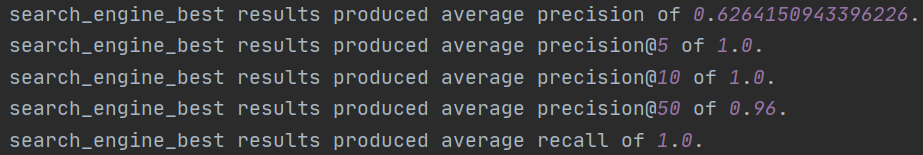 search_engine_best results produced average precision of 0.6264150943396226.
search_engine_best results produced average precision@5 of 1.0.
search_engine_best results produced average precision@10 of 1.0.
search_engine_best results produced average precision@50 of 0.96.
search_engine_best results produced average recall of 1.0.